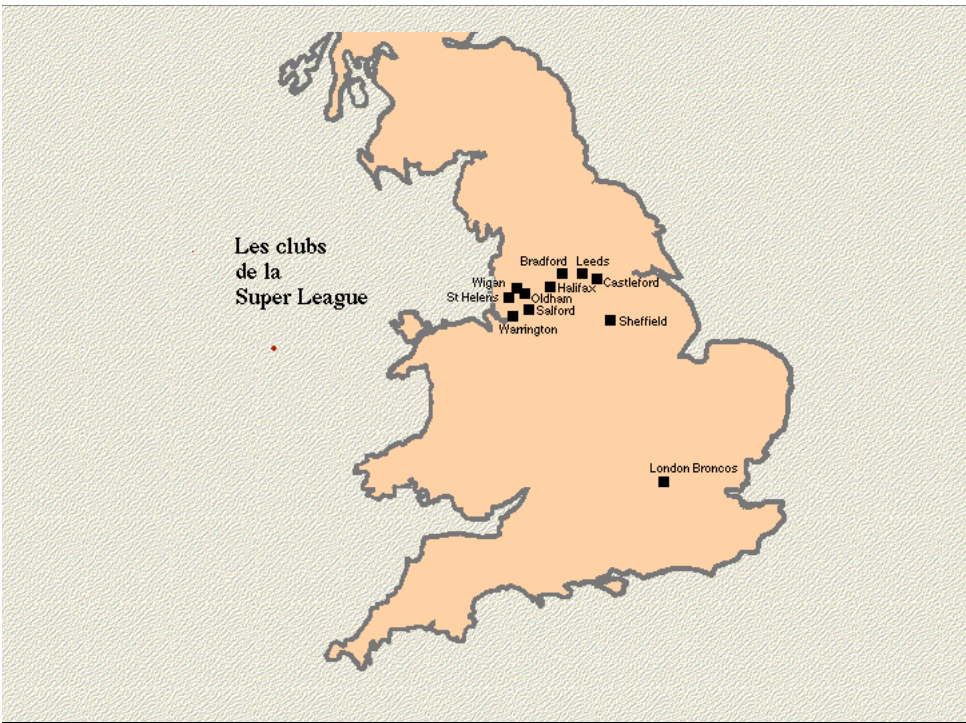 Les clubs
de la
Super League
Bradford
Leeds
Castleford
Wigan
Halifax
St Helens
Oldham
Salford
Warrington
Sheffield
London Broncos